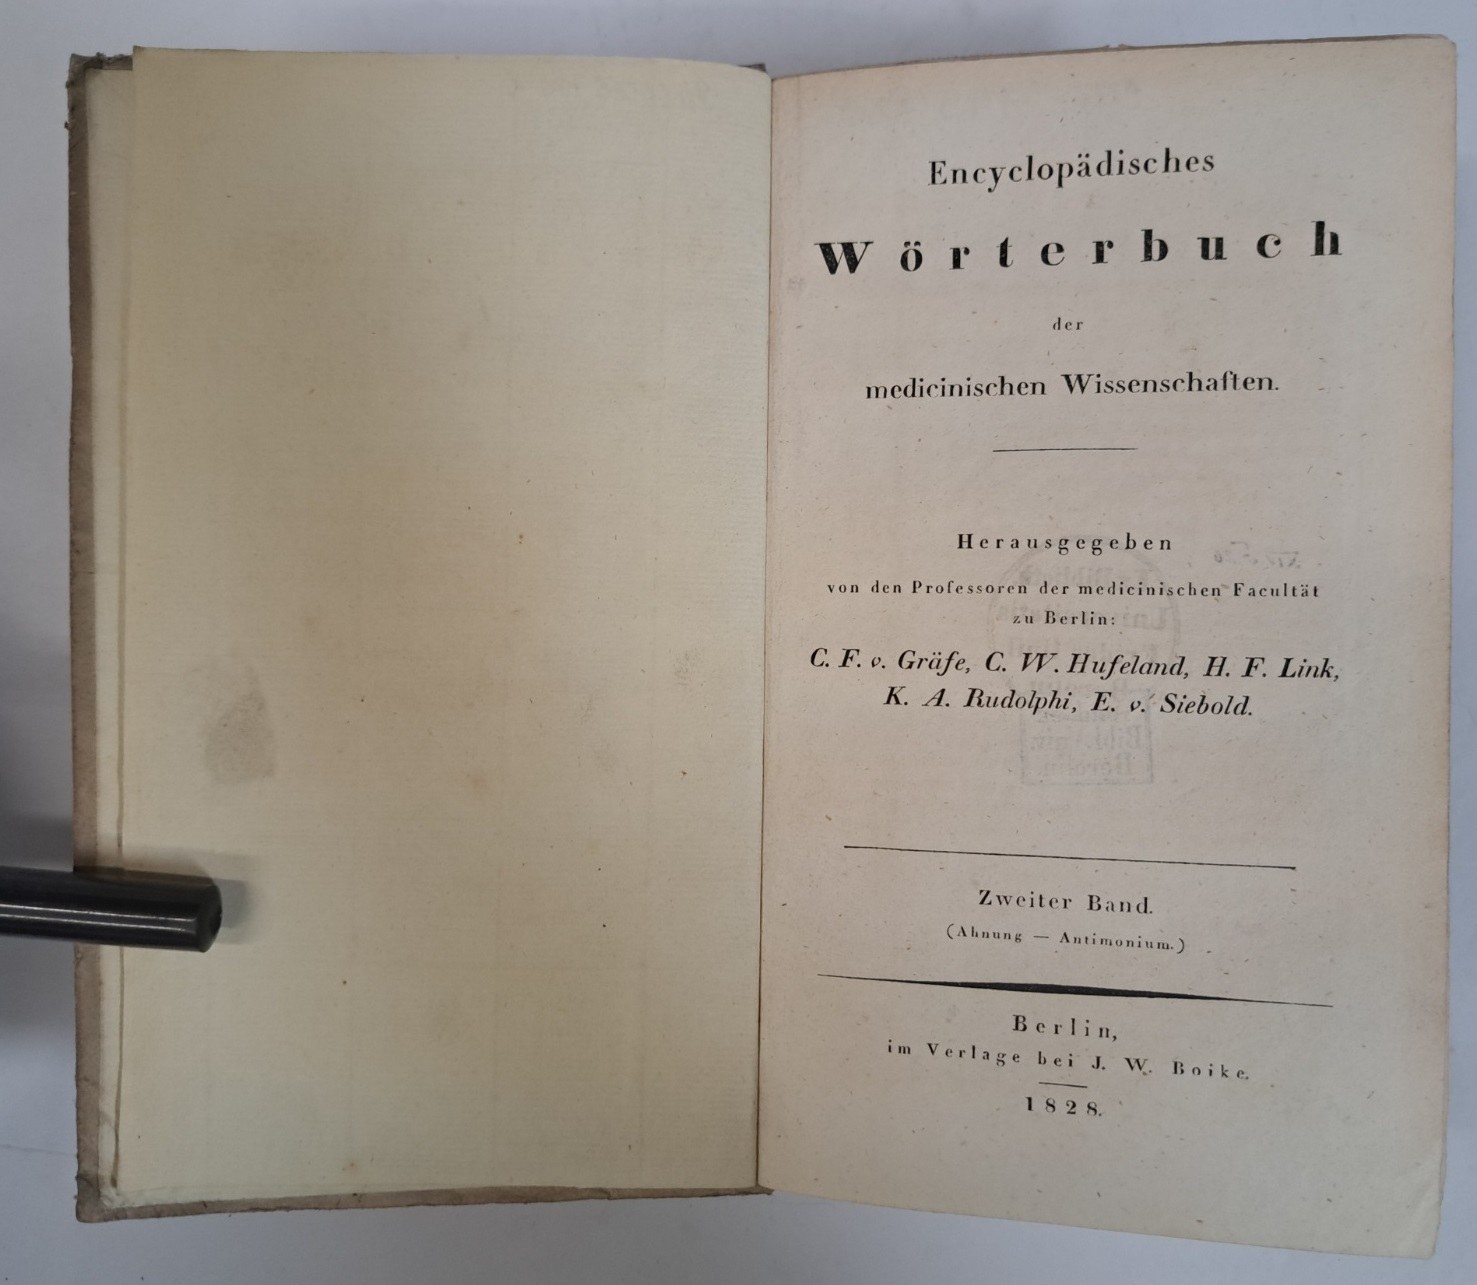 Encyclopädisches
Wörterbuch
der
medicinischen Wissenschaften.
Herausgegeben
von den Professoren der medicinischen Facultät
zu Berlin:
C. F. v. Gräfe, C. W. Hufeland, H. F. Link,
K. A. Rudolphi, E. v. Siebold.
Zweiter Band.
(Ahnung — Antimonium.)
Berlin,
im Verlage bei J. W. Boike.
1828.